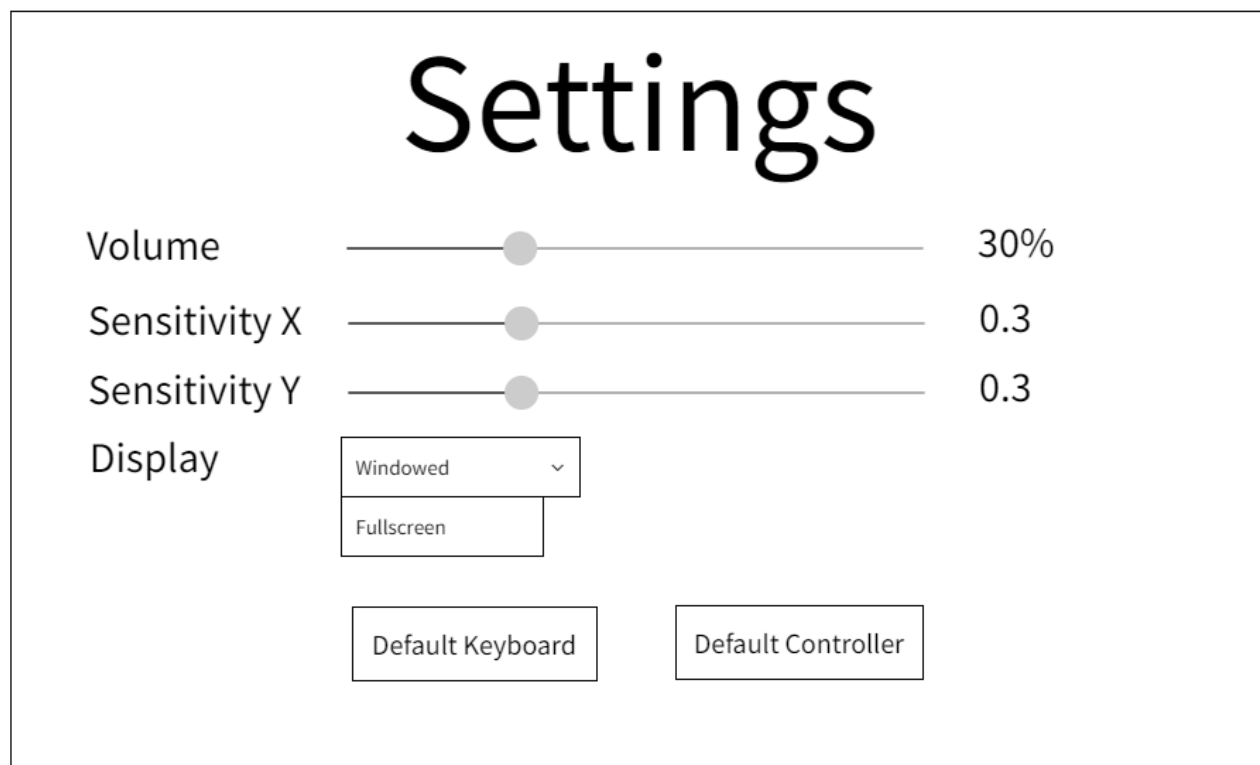 Settings
Volume 30%
Sensitivity X 0.3
Sensitivity Y 0.3
Display Windowed
Fullscreen
Default Keyboard Default Controller